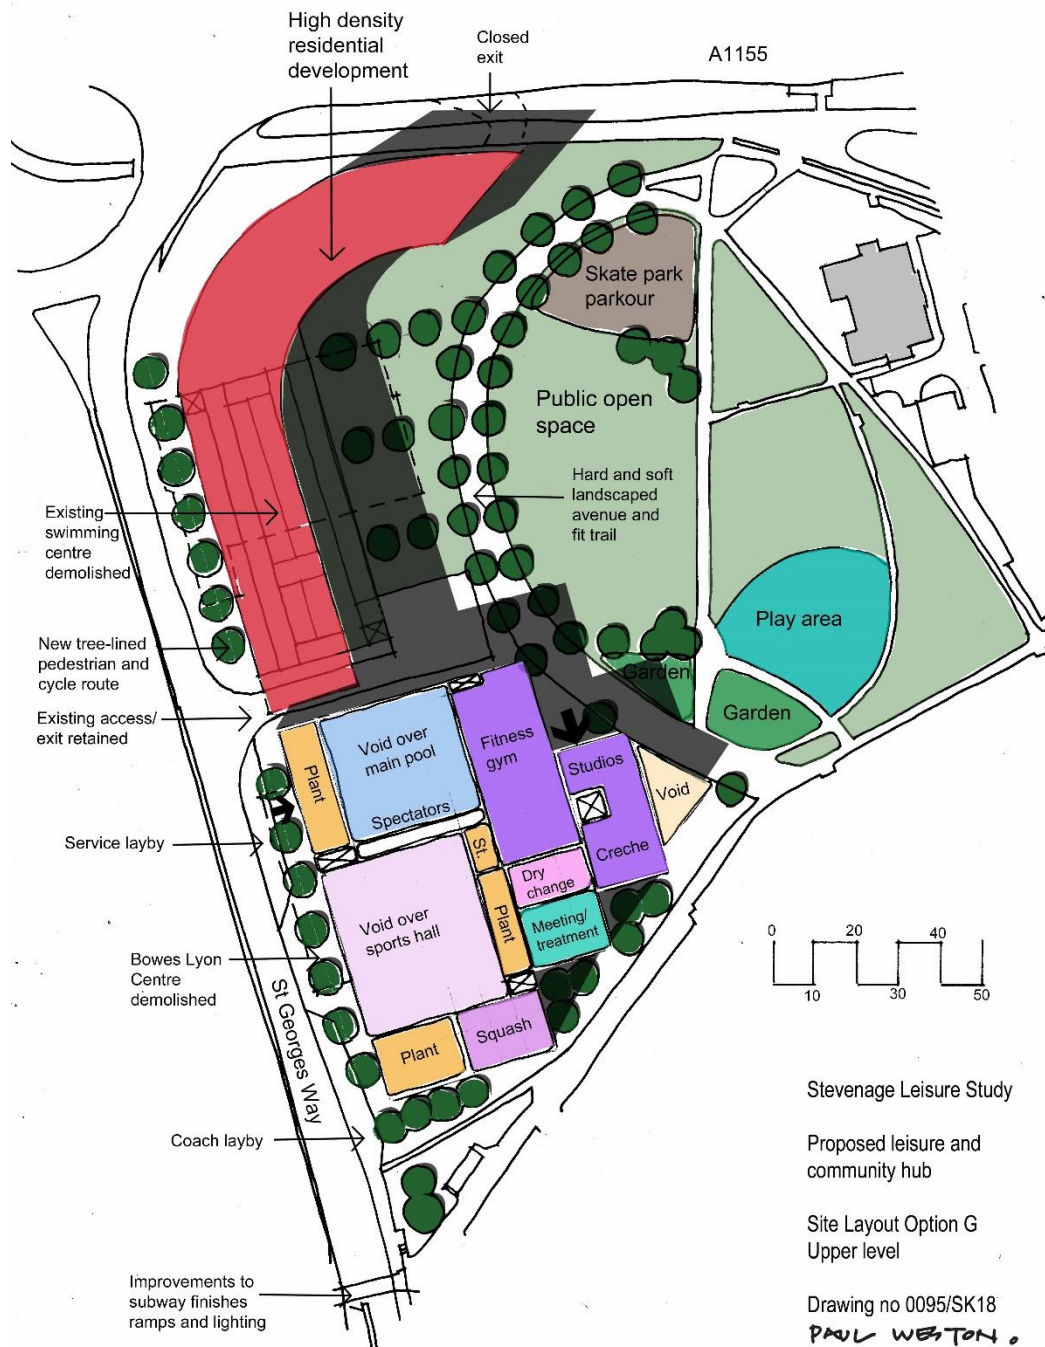 High density
residential
development
Closed
exit
A1155
Skate park
parkour
Public open
space
Hard and soft
landscaped
avenue and
fit trail
Existing
swimming
centre
demolished
Play area
New tree-lined
pedestrian and
cycle route
Garden
Garden
Existing access/
exit retained
Void over
main pool
Fitness
gym
Plant
Studios
Void
Spectators
Service layby
St.
Creche
Dry
change
Void over
sports hall
Plant
Meeting/
treatment
Bowes Lyon
Centre
demolished
0 20 40
10 30 50
St Georges Way
Squash
Plant
Coach layby
Stevenage Leisure Study
Proposed leisure and
community hub
Site Layout Option G
Upper level
Improvements to
subway finishes
ramps and lighting
Drawing no 0095/SK18
PAUL WESTON.